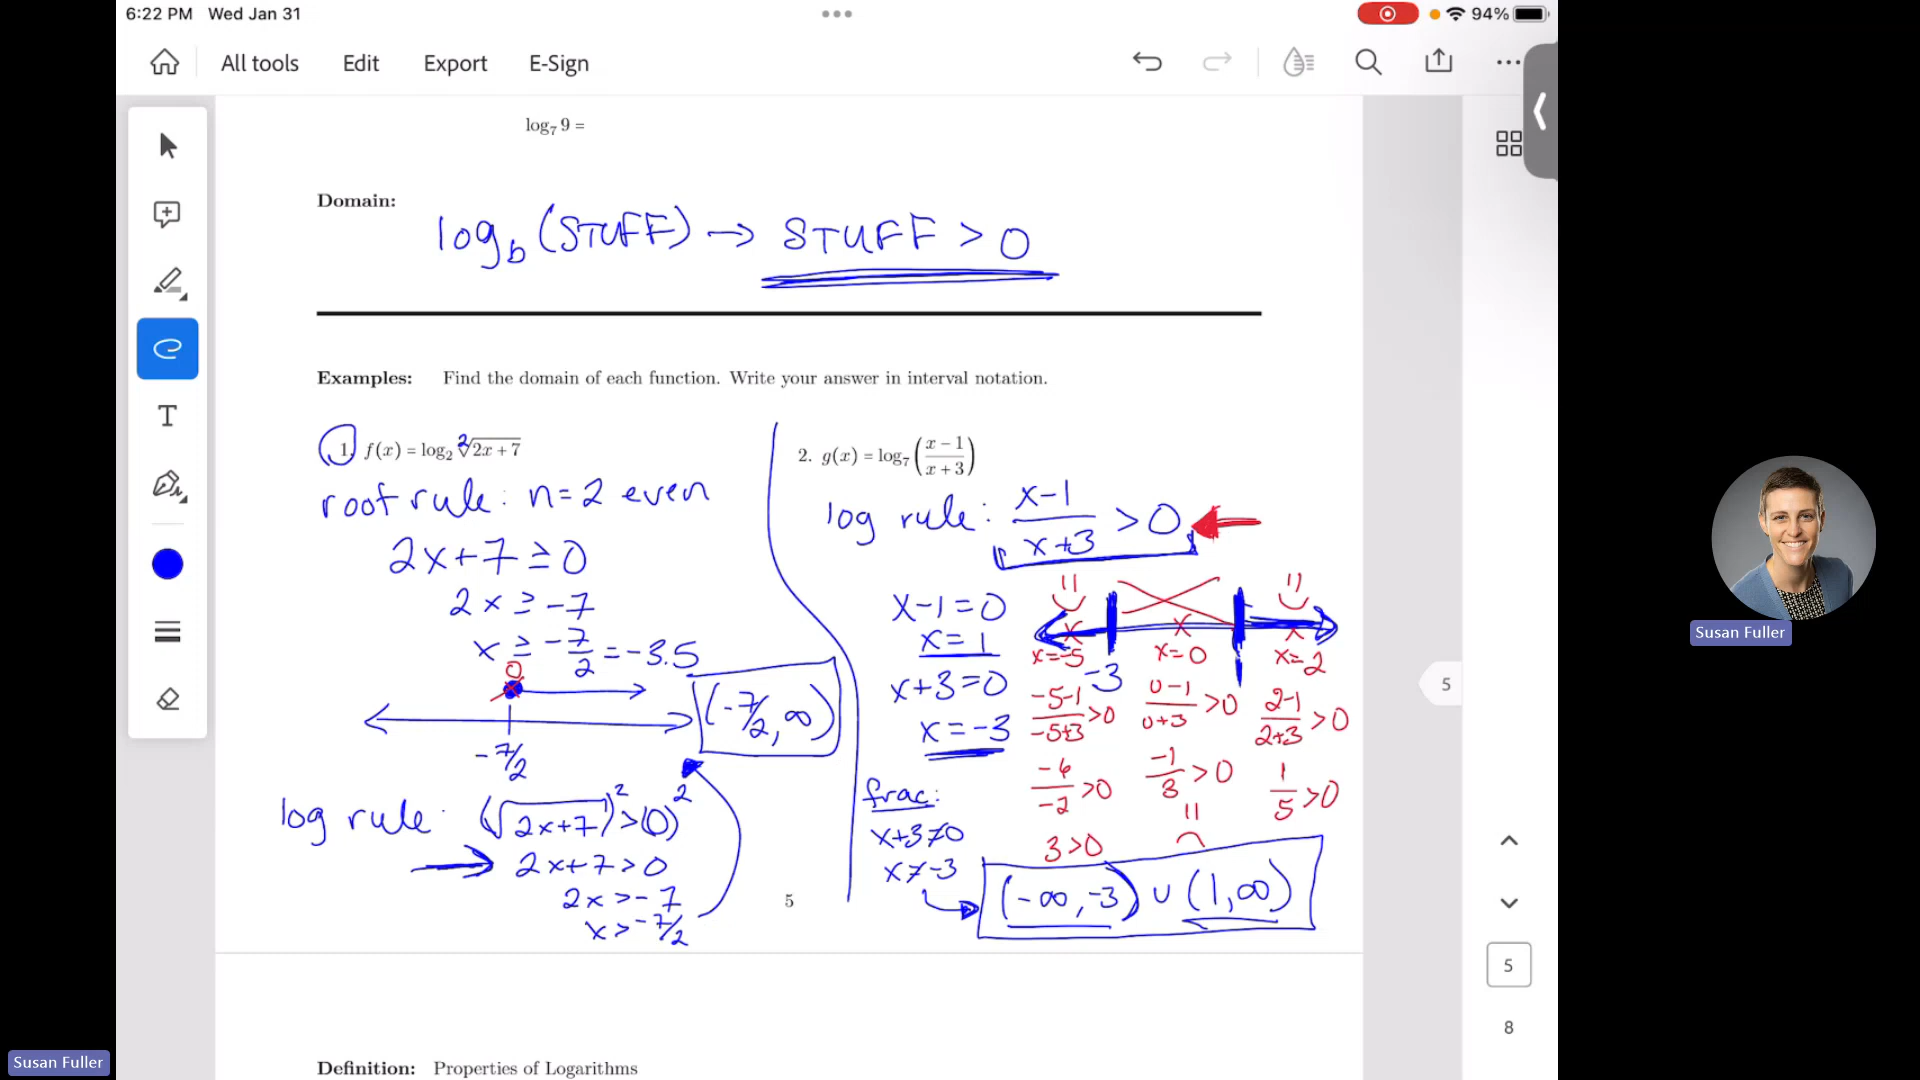 6:22 PM Wed Jan 31
94%
All tools Edit Export E-Sign
log₇ 9 =
Domain:
log_b (STUFF) → STUFF > 0
Examples: Find the domain of each function. Write your answer in interval notation.
1. f(x) = log₂ ²√(2x + 7)
root rule: n=2 even
2x+7 ≥ 0
2x ≥ -7
x ≥ -7/2 = -3.5
0
-7/2
(-7/2, ∞)
log rule: (√(2x+7))² > (0)²
2x+7 > 0
2x > -7
x > -7/2
2. g(x) = log₇ ((x − 1)/(x + 3))
log rule: (x-1)/(x+3) > 0
x-1=0
x=1
x+3=0
x=-3
frac:
x+3≠0
x≠-3
-3
x=-5 x=0 x=2
(-5-1)/(-5+3) >0 (0-1)/(0+3) >0 (2-1)/(2+3) >0
-6/-2 >0 -1/3 >0 1/5 >0
3>0
(-∞,-3) ∪ (1,∞)
5
Definition: Properties of Logarithms
5
5
8
T
Susan Fuller
Susan Fuller